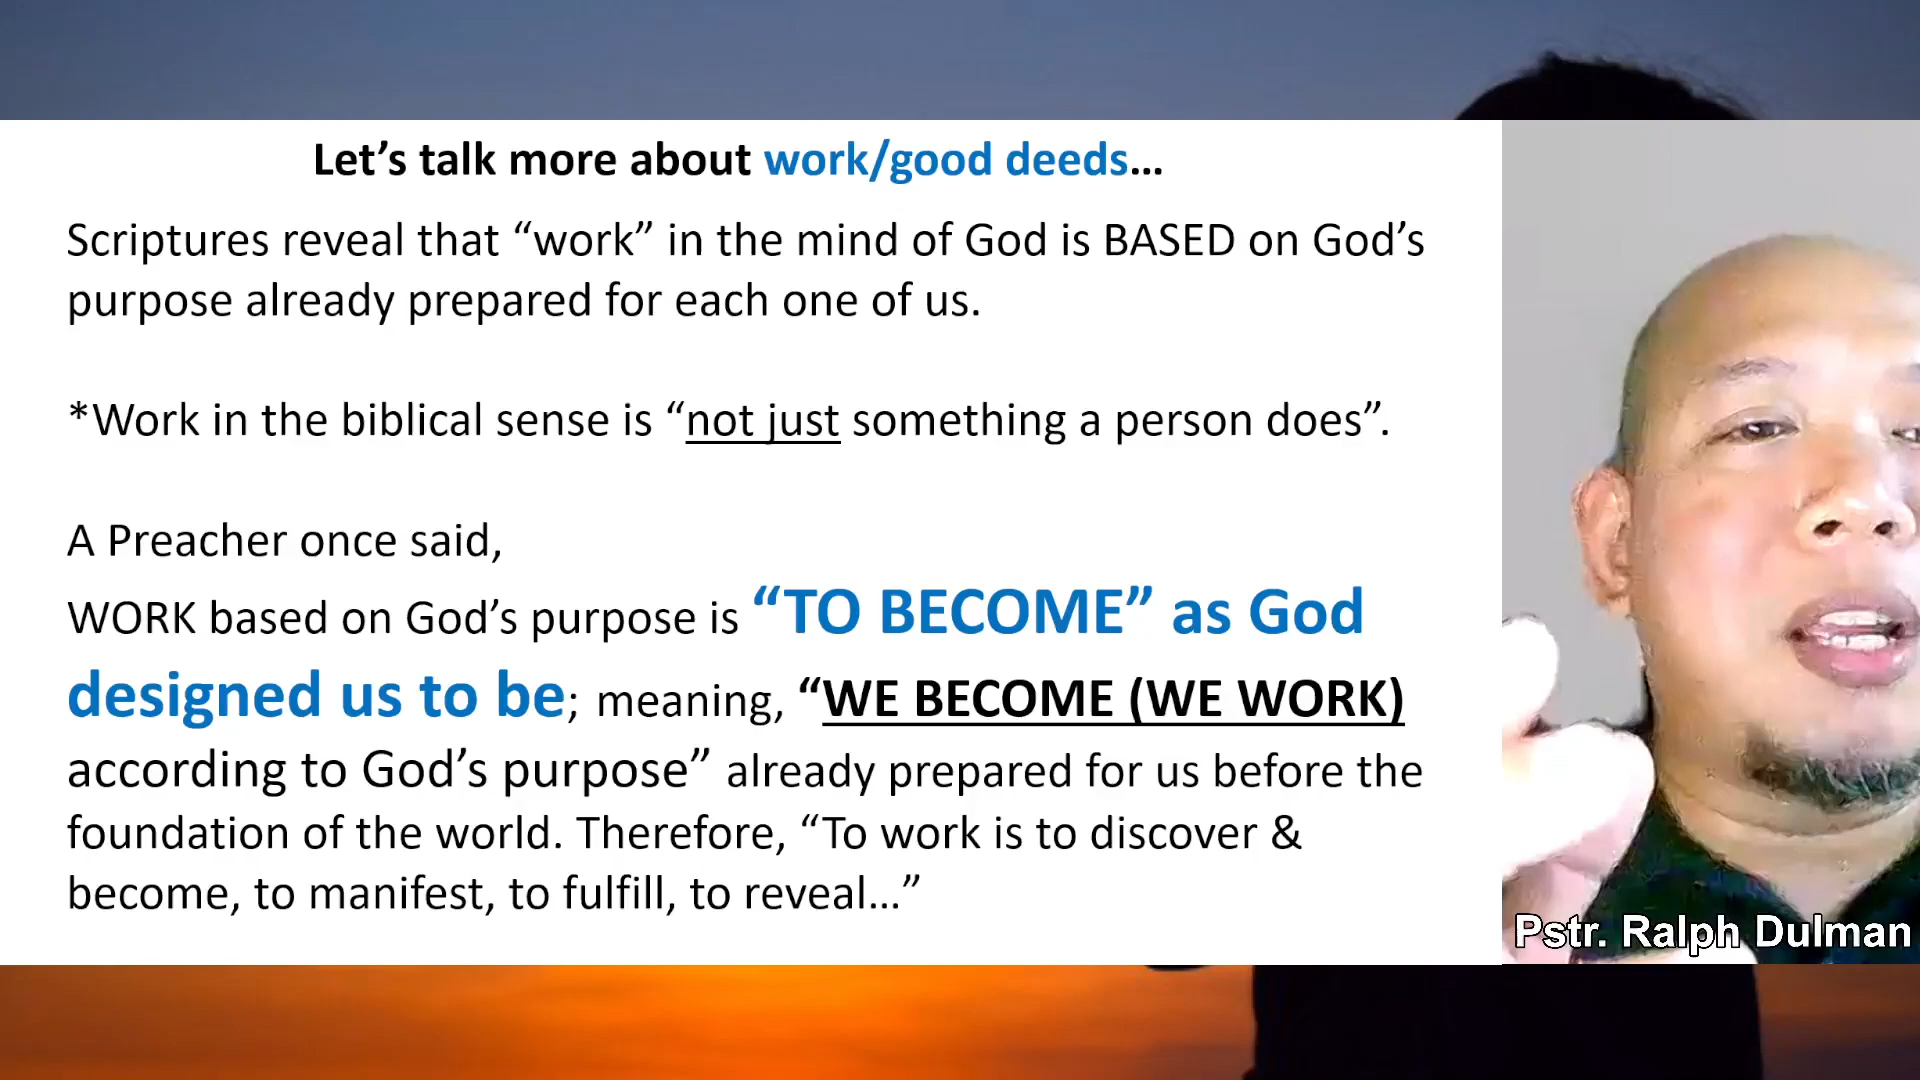 Let’s talk more about work/good deeds…
Scriptures reveal that “work” in the mind of God is BASED on God’s
purpose already prepared for each one of us.
*Work in the biblical sense is “not just something a person does”.
A Preacher once said,
WORK based on God’s purpose is “TO BECOME” as God
designed us to be; meaning, “WE BECOME (WE WORK)
according to God’s purpose” already prepared for us before the
foundation of the world. Therefore, “To work is to discover &
become, to manifest, to fulfill, to reveal…”
Pstr. Ralph Dulman